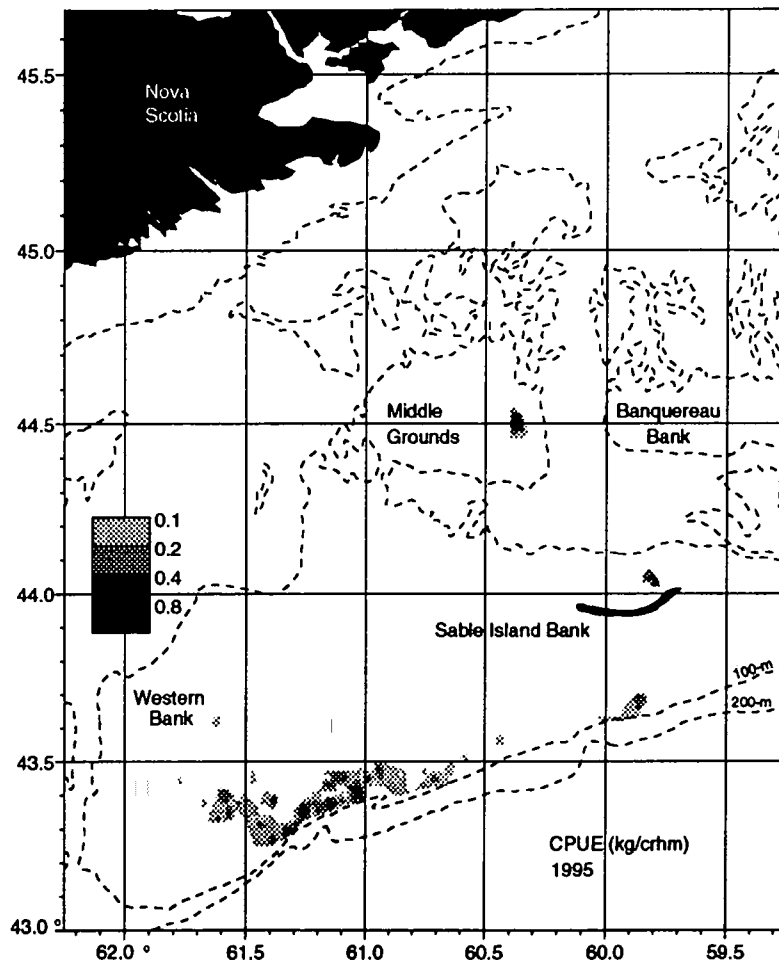 45.5
Nova
Scotia
45.0
44.5
Middle
Grounds
Banquereau
Bank
0.1
0.2
0.4
0.8
44.0
Sable Island Bank
Western
Bank
100-m
200-m
43.5
CPUE (kg/crhm)
1995
43.0 °
62.0 °
61.5
61.0
60.5
60.0
59.5